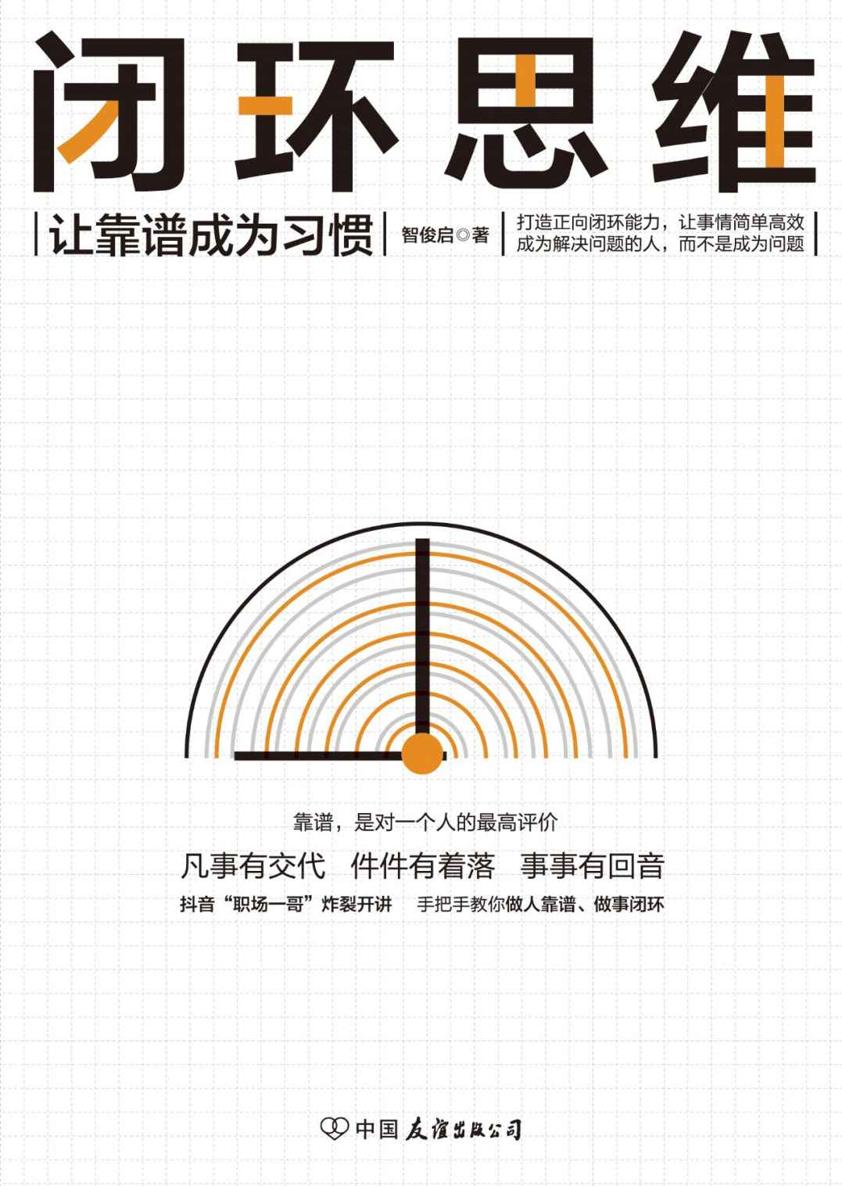 闭环思维
让靠谱成为习惯
智俊启◎著
打造正向闭环能力，让事情简单高效
成为解决问题的人，而不是成为问题
靠谱，是对一个人的最高评价
凡事有交代 件件有着落 事事有回音
抖音“职场一哥”炸裂开讲 手把手教你做人靠谱、做事闭环
中国友谊出版公司